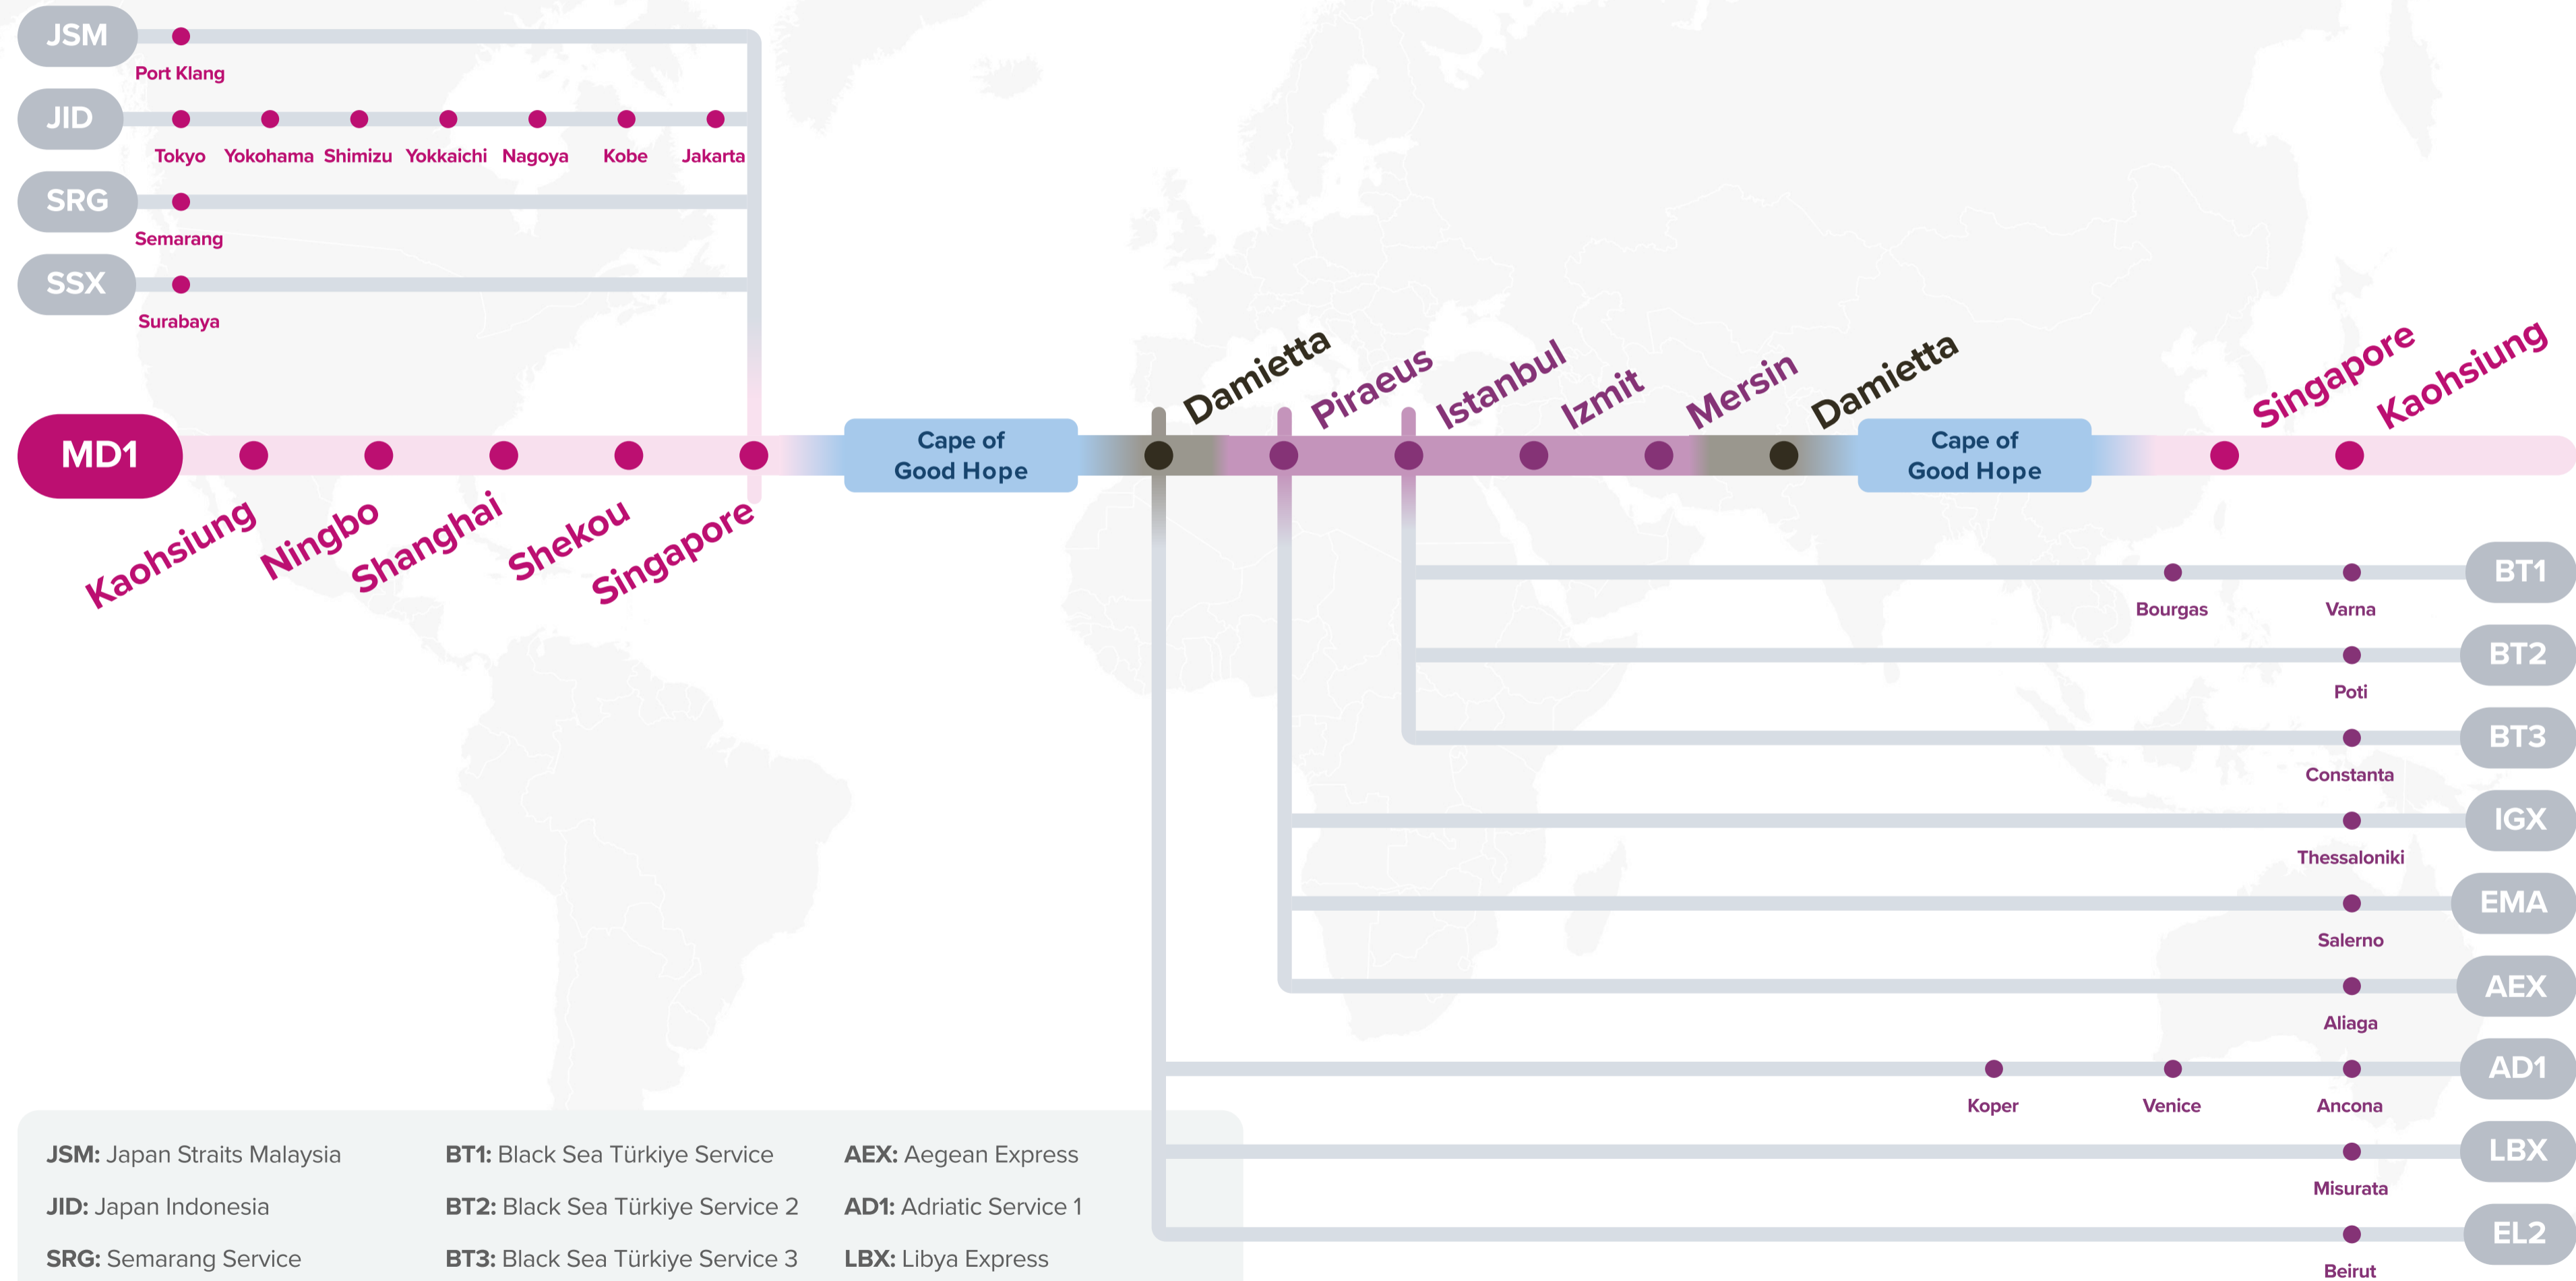 JSM
Port Klang
JID
Tokyo Yokohama Shimizu Yokkaichi Nagoya Kobe Jakarta
SRG
Semarang
SSX
Surabaya
MD1
Kaohsiung
Ningbo
Shanghai
Shekou
Singapore
Cape of
Good Hope
Damietta
Piraeus
Istanbul
Izmit
Mersin
Damietta
Cape of
Good Hope
Singapore
Kaohsiung
BT1
Bourgas Varna
BT2
Poti
BT3
Constanta
IGX
Thessaloniki
EMA
Salerno
AEX
Aliaga
AD1
Koper Venice Ancona
LBX
Misurata
EL2
Beirut
JSM: Japan Straits Malaysia
JID: Japan Indonesia
SRG: Semarang Service
BT1: Black Sea Türkiye Service
BT2: Black Sea Türkiye Service 2
BT3: Black Sea Türkiye Service 3
AEX: Aegean Express
AD1: Adriatic Service 1
LBX: Libya Express